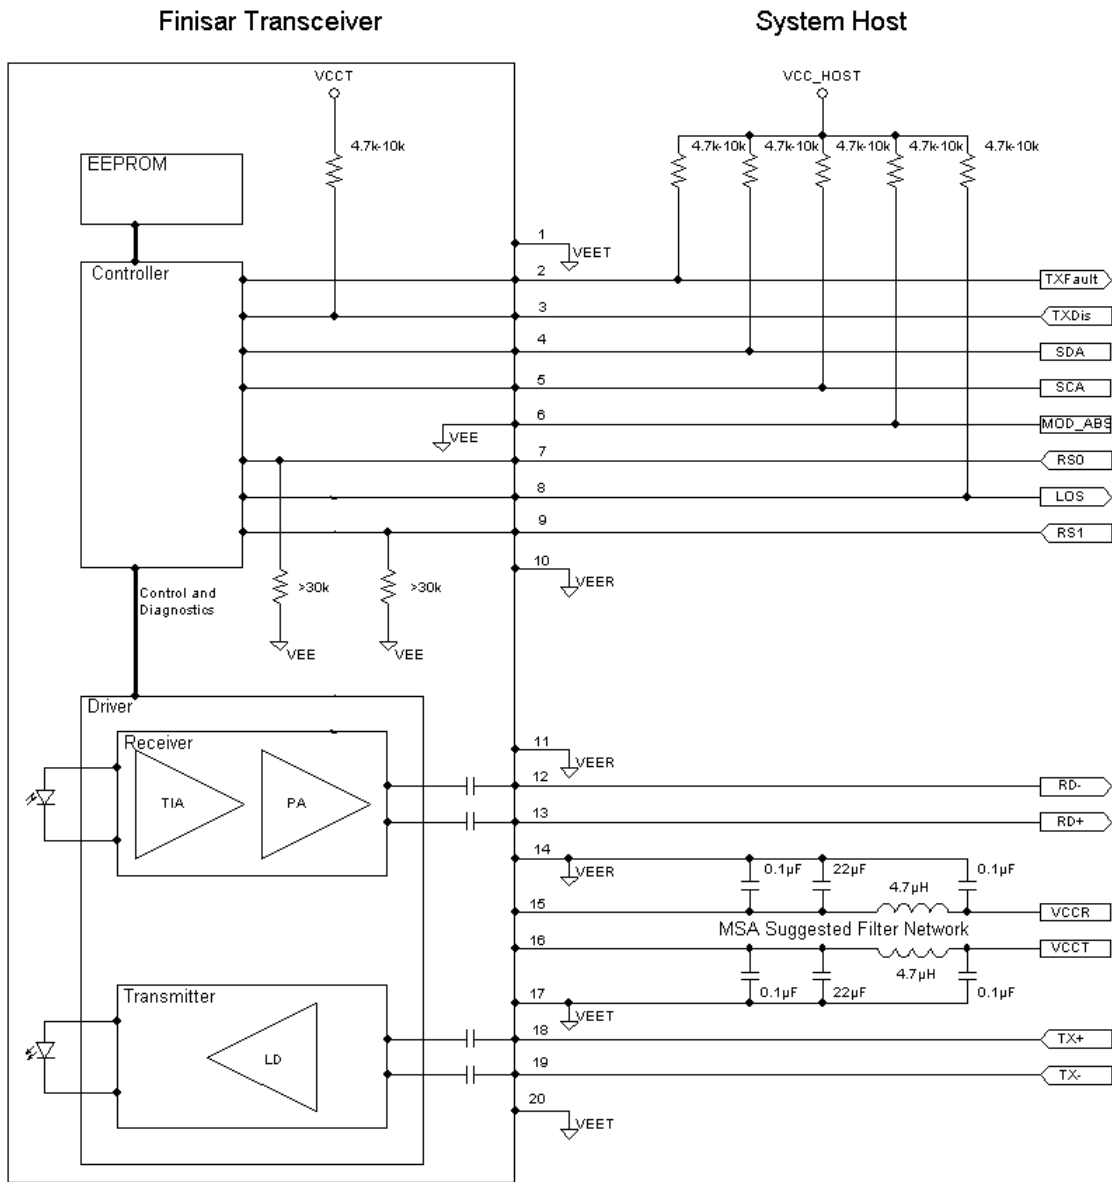 Finisar Transceiver
System Host
VCCT
VCC_HOST
4.7k-10k
4.7k-10k
4.7k-10k
4.7k-10k
4.7k-10k
4.7k-10k
EEPROM
Controller
1
VEET
2
TXFault
3
TXDis
4
SDA
5
SCA
6
VEE
MOD_ABS
7
RS0
8
LOS
9
RS1
10
VEER
>30k
>30k
VEE
VEE
Control and
Diagnostics
Driver
Receiver
TIA
PA
11
VEER
12
RD-
13
RD+
14
VEER
0.1µF
22µF
4.7µH
0.1µF
15
VCCR
MSA Suggested Filter Network
16
VCCT
4.7µH
0.1µF
22µF
0.1µF
17
VEET
Transmitter
LD
18
TX+
19
TX-
20
VEET